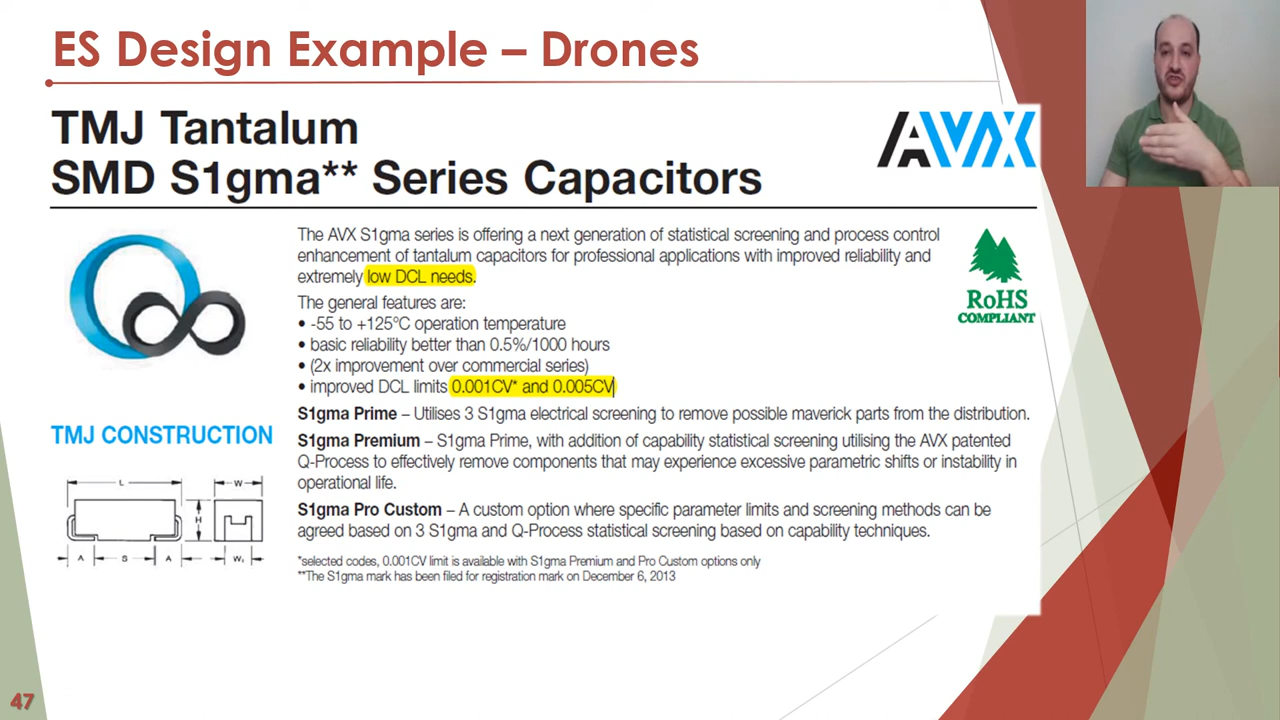 ES Design Example – Drones
TMJ Tantalum
SMD S1gma** Series Capacitors
AVX
The AVX S1gma series is offering a next generation of statistical screening and process control
enhancement of tantalum capacitors for professional applications with improved reliability and
extremely low DCL needs.
The general features are:
• -55 to +125°C operation temperature
• basic reliability better than 0.5%/1000 hours
• (2x improvement over commercial series)
• improved DCL limits 0.001CV* and 0.005CV
RoHS
COMPLIANT
S1gma Prime – Utilises 3 S1gma electrical screening to remove possible maverick parts from the distribution.
S1gma Premium – S1gma Prime, with addition of capability statistical screening utilising the AVX patented
Q-Process to effectively remove components that may experience excessive parametric shifts or instability in
operational life.
S1gma Pro Custom – A custom option where specific parameter limits and screening methods can be
agreed based on 3 S1gma and Q-Process statistical screening based on capability techniques.
*selected codes, 0.001CV limit is available with S1gma Premium and Pro Custom options only
**The S1gma mark has been filed for registration mark on December 6, 2013
TMJ CONSTRUCTION
L W
H
A S A W₁
47